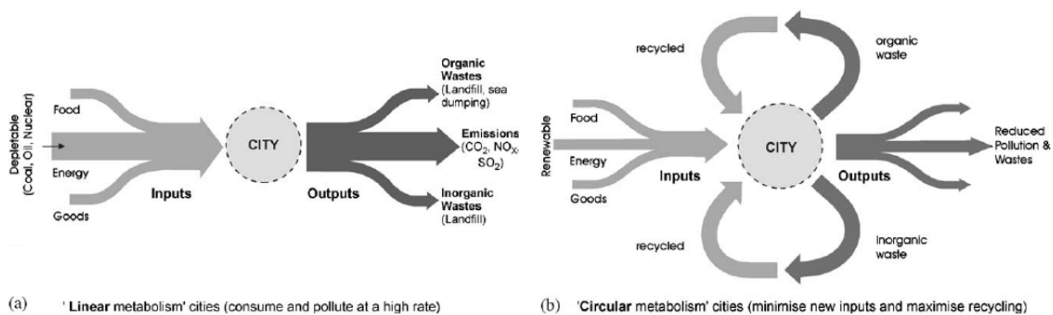 Depletable
(Coal, Oil, Nuclear)
Food
Energy
Goods
Inputs
CITY
Outputs
Organic
Wastes
(Landfill, sea
dumping)
Emissions
(CO2, NOX,
SO2)
Inorganic
Wastes
(Landfill)
(a) ' Linear metabolism' cities (consume and pollute at a high rate)
Renewable
Food
Energy
Goods
Inputs
recycled
organic
waste
CITY
Outputs
Reduced
Pollution &
Wastes
recycled
Inorganic
waste
(b) 'Circular metabolism' cities (minimise new inputs and maximise recycling)